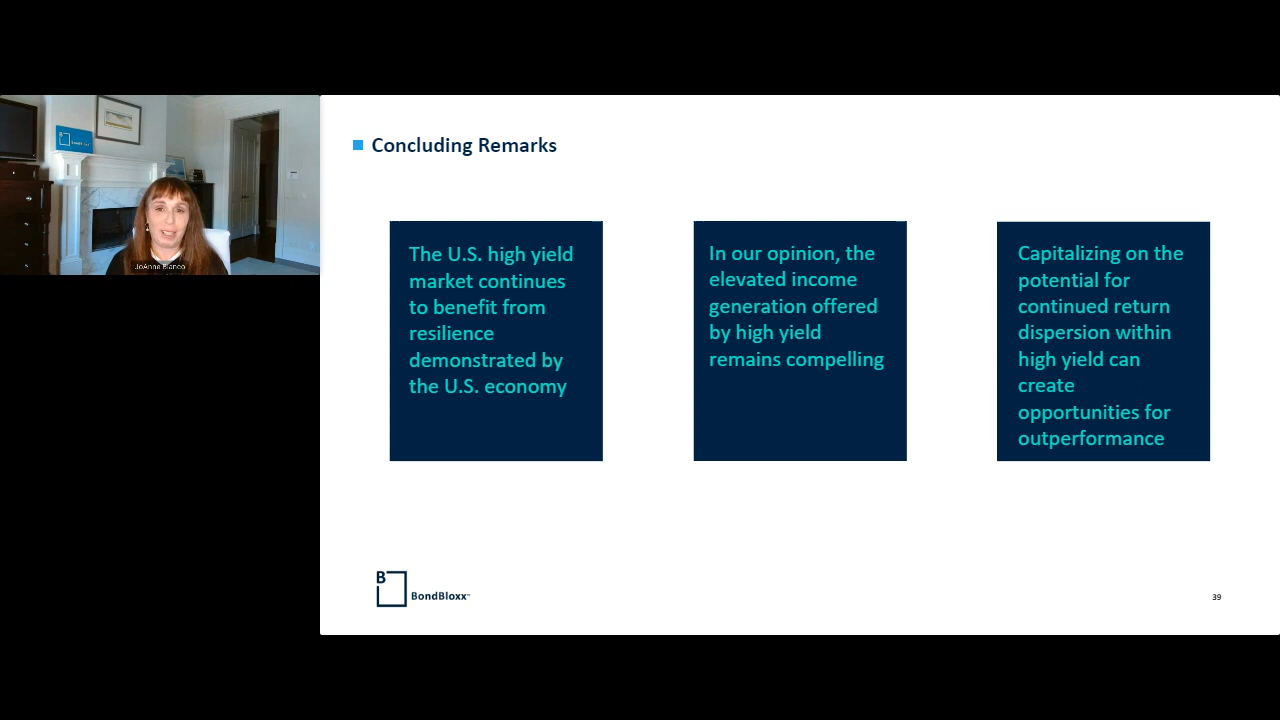 Concluding Remarks
The U.S. high yield
market continues
to benefit from
resilience
demonstrated by
the U.S. economy
In our opinion, the
elevated income
generation offered
by high yield
remains compelling
Capitalizing on the
potential for
continued return
dispersion within
high yield can
create
opportunities for
outperformance
B
BondBloxx™
39
BondBloxx
JoAnne Bianco